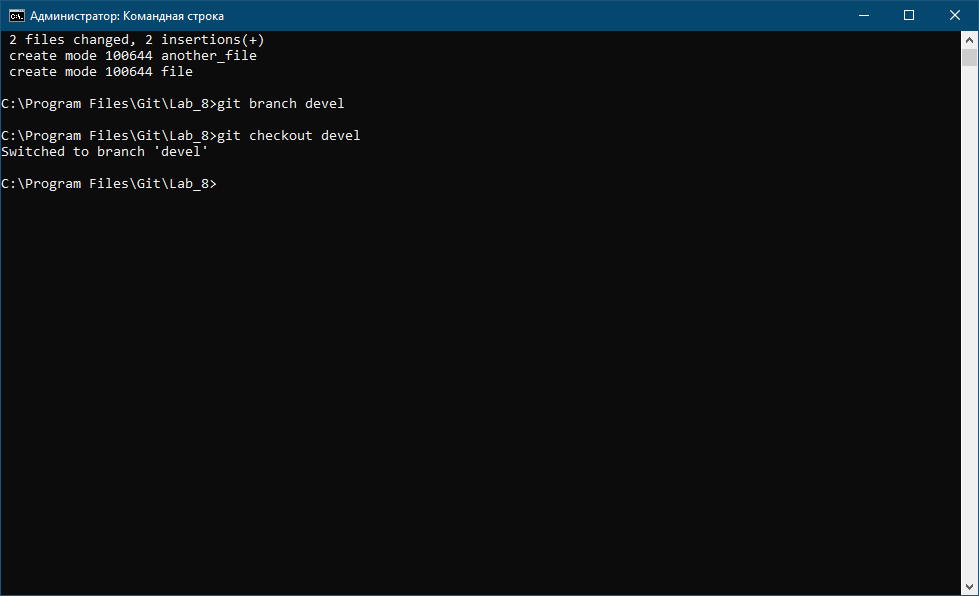 Администратор: Командная строка
2 files changed, 2 insertions(+)
create mode 100644 another_file
create mode 100644 file
C:\Program Files\Git\Lab_8>git branch devel
C:\Program Files\Git\Lab_8>git checkout devel
Switched to branch 'devel'
C:\Program Files\Git\Lab_8>